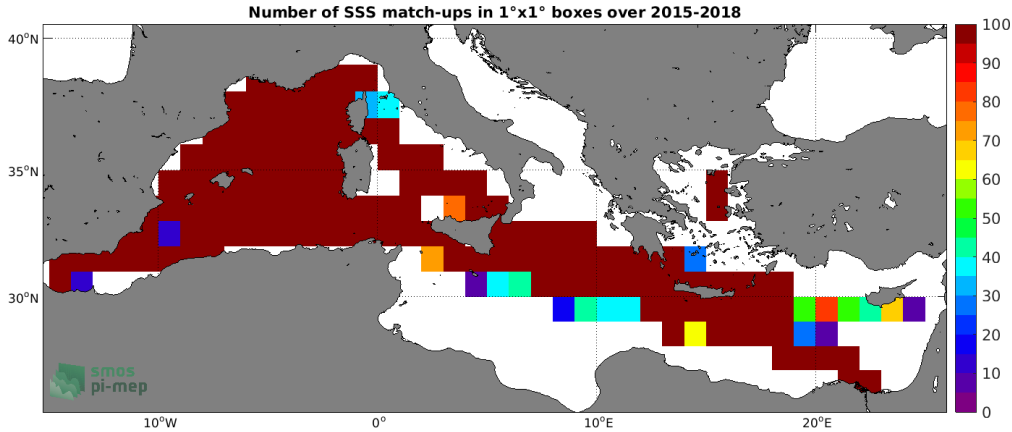 Number of SSS match-ups in 1°x1° boxes over 2015-2018
40°N
35°N
30°N
10°W
0°
10°E
20°E
100
90
80
70
60
50
40
30
20
10
0
smos
pi-mep